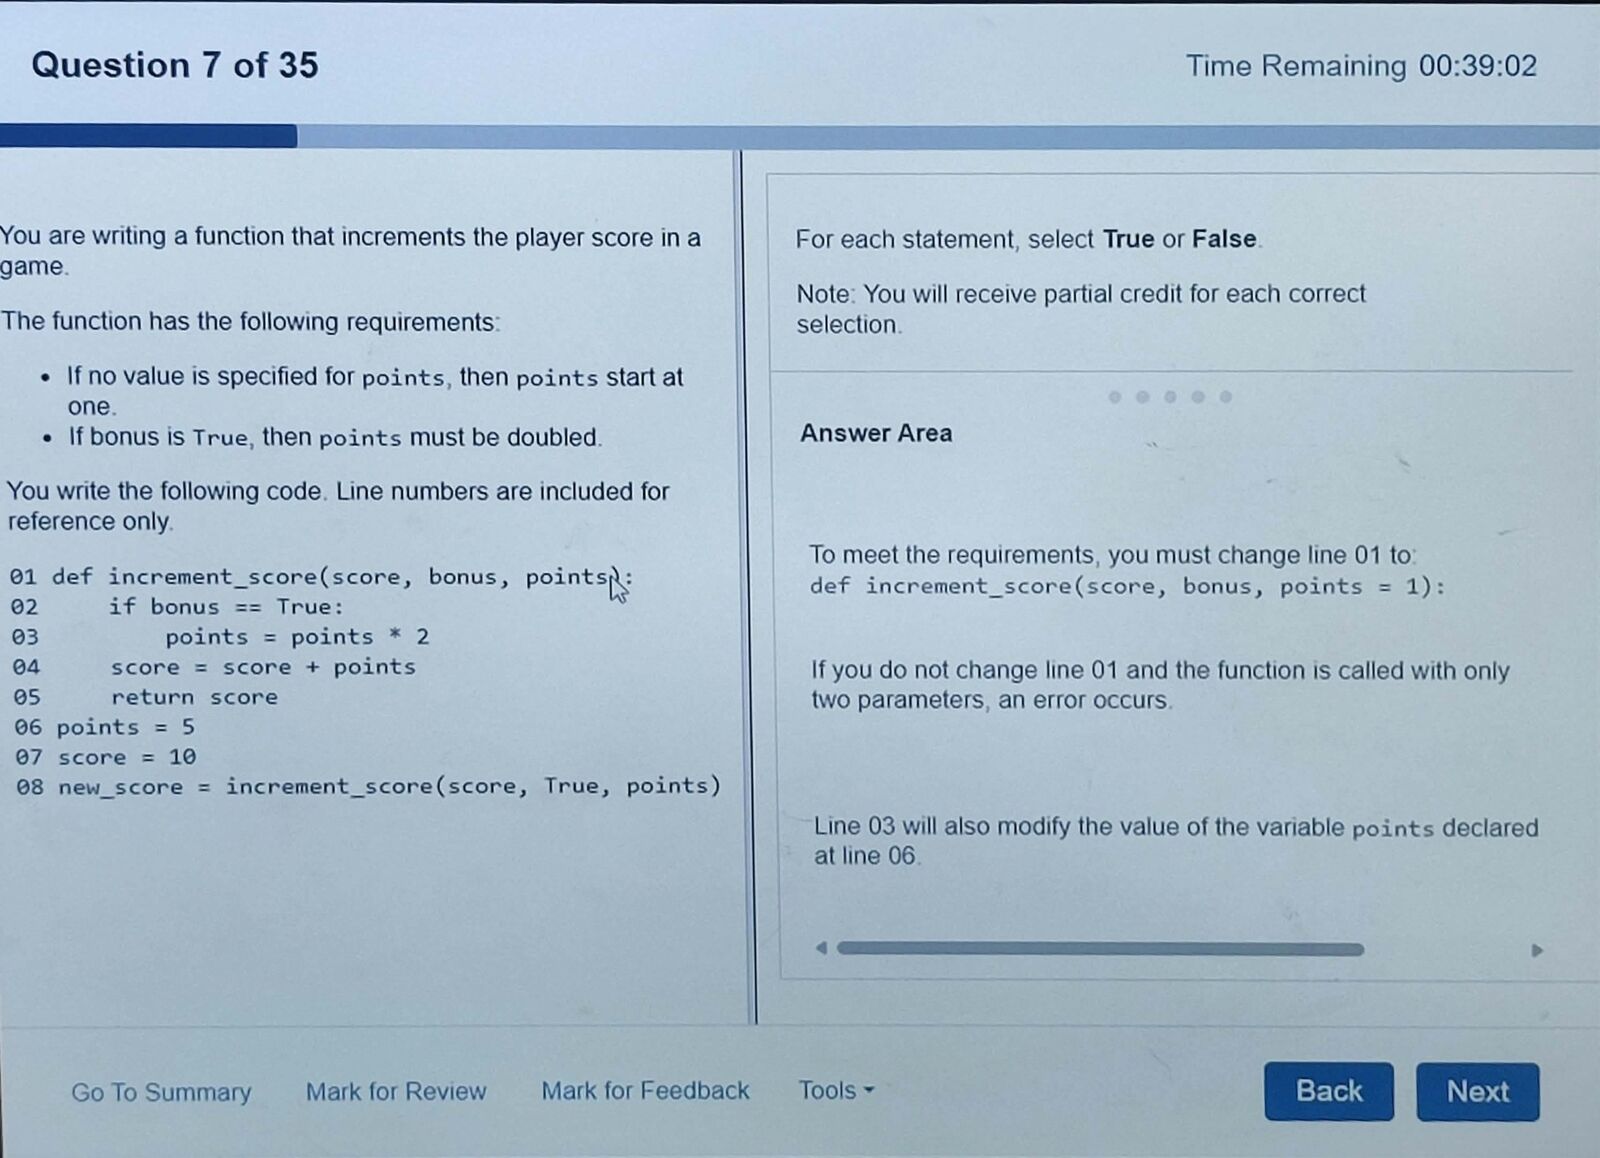 Question 7 of 35
Time Remaining 00:39:02
You are writing a function that increments the player score in a
game.
The function has the following requirements:
• If no value is specified for points, then points start at
one.
• If bonus is True, then points must be doubled.
You write the following code. Line numbers are included for
reference only.
01 def increment_score(score, bonus, points):
02     if bonus == True:
03         points = points * 2
04     score = score + points
05     return score
06 points = 5
07 score = 10
08 new_score = increment_score(score, True, points)
For each statement, select True or False.
Note: You will receive partial credit for each correct
selection.
Answer Area
To meet the requirements, you must change line 01 to:
def increment_score(score, bonus, points = 1):
If you do not change line 01 and the function is called with only
two parameters, an error occurs.
Line 03 will also modify the value of the variable points declared
at line 06.
Go To Summary
Mark for Review
Mark for Feedback
Tools
Back
Next